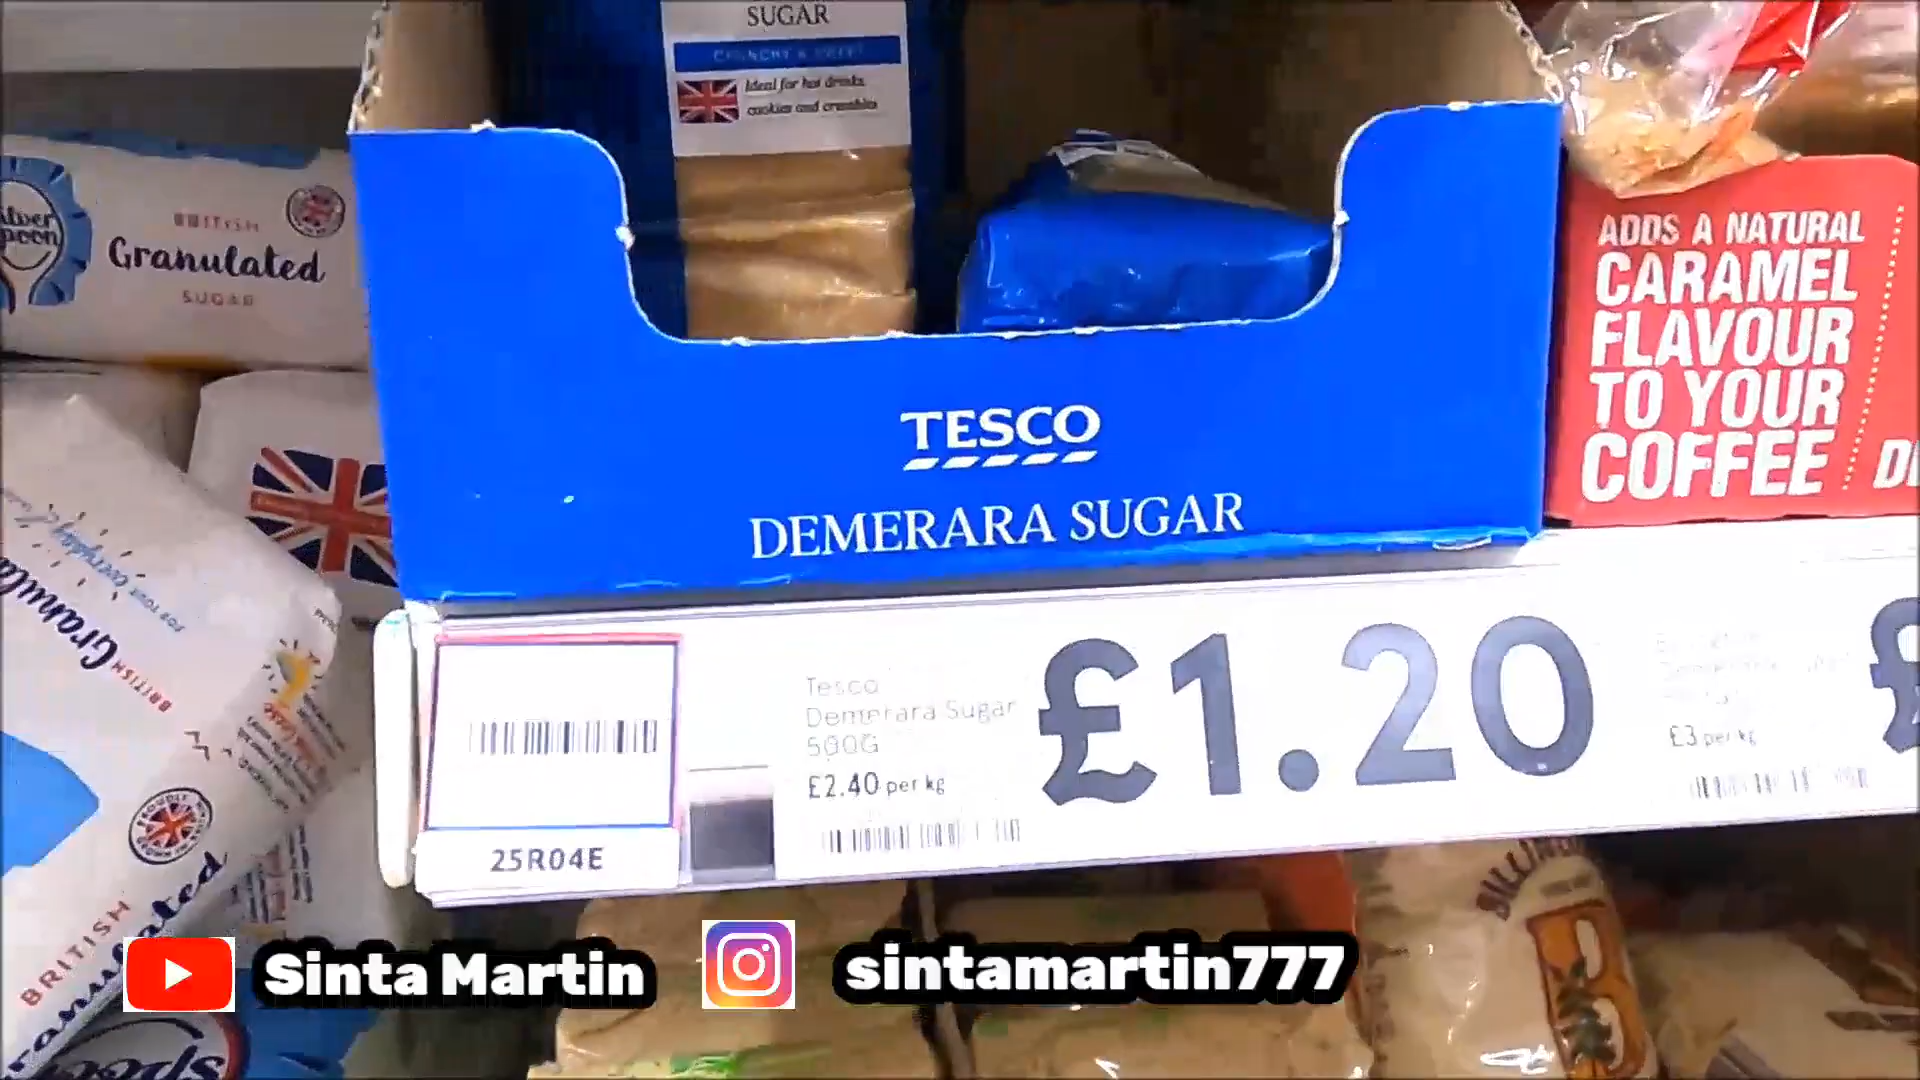 SUGAR
CRUNCHY & SWEET
Ideal for hot drinks,
cookies and crumbles
BRITISH
Granulated
SUGAR
TESCO
DEMERARA SUGAR
ADDS A NATURAL
CARAMEL
FLAVOUR
TO YOUR
COFFEE
Tesco
Demerara Sugar
500G
£2.40 per kg
£1.20
£3 per kg
£
25R04E
BRITISH
BRITISH
Sinta Martin
sintamartin777